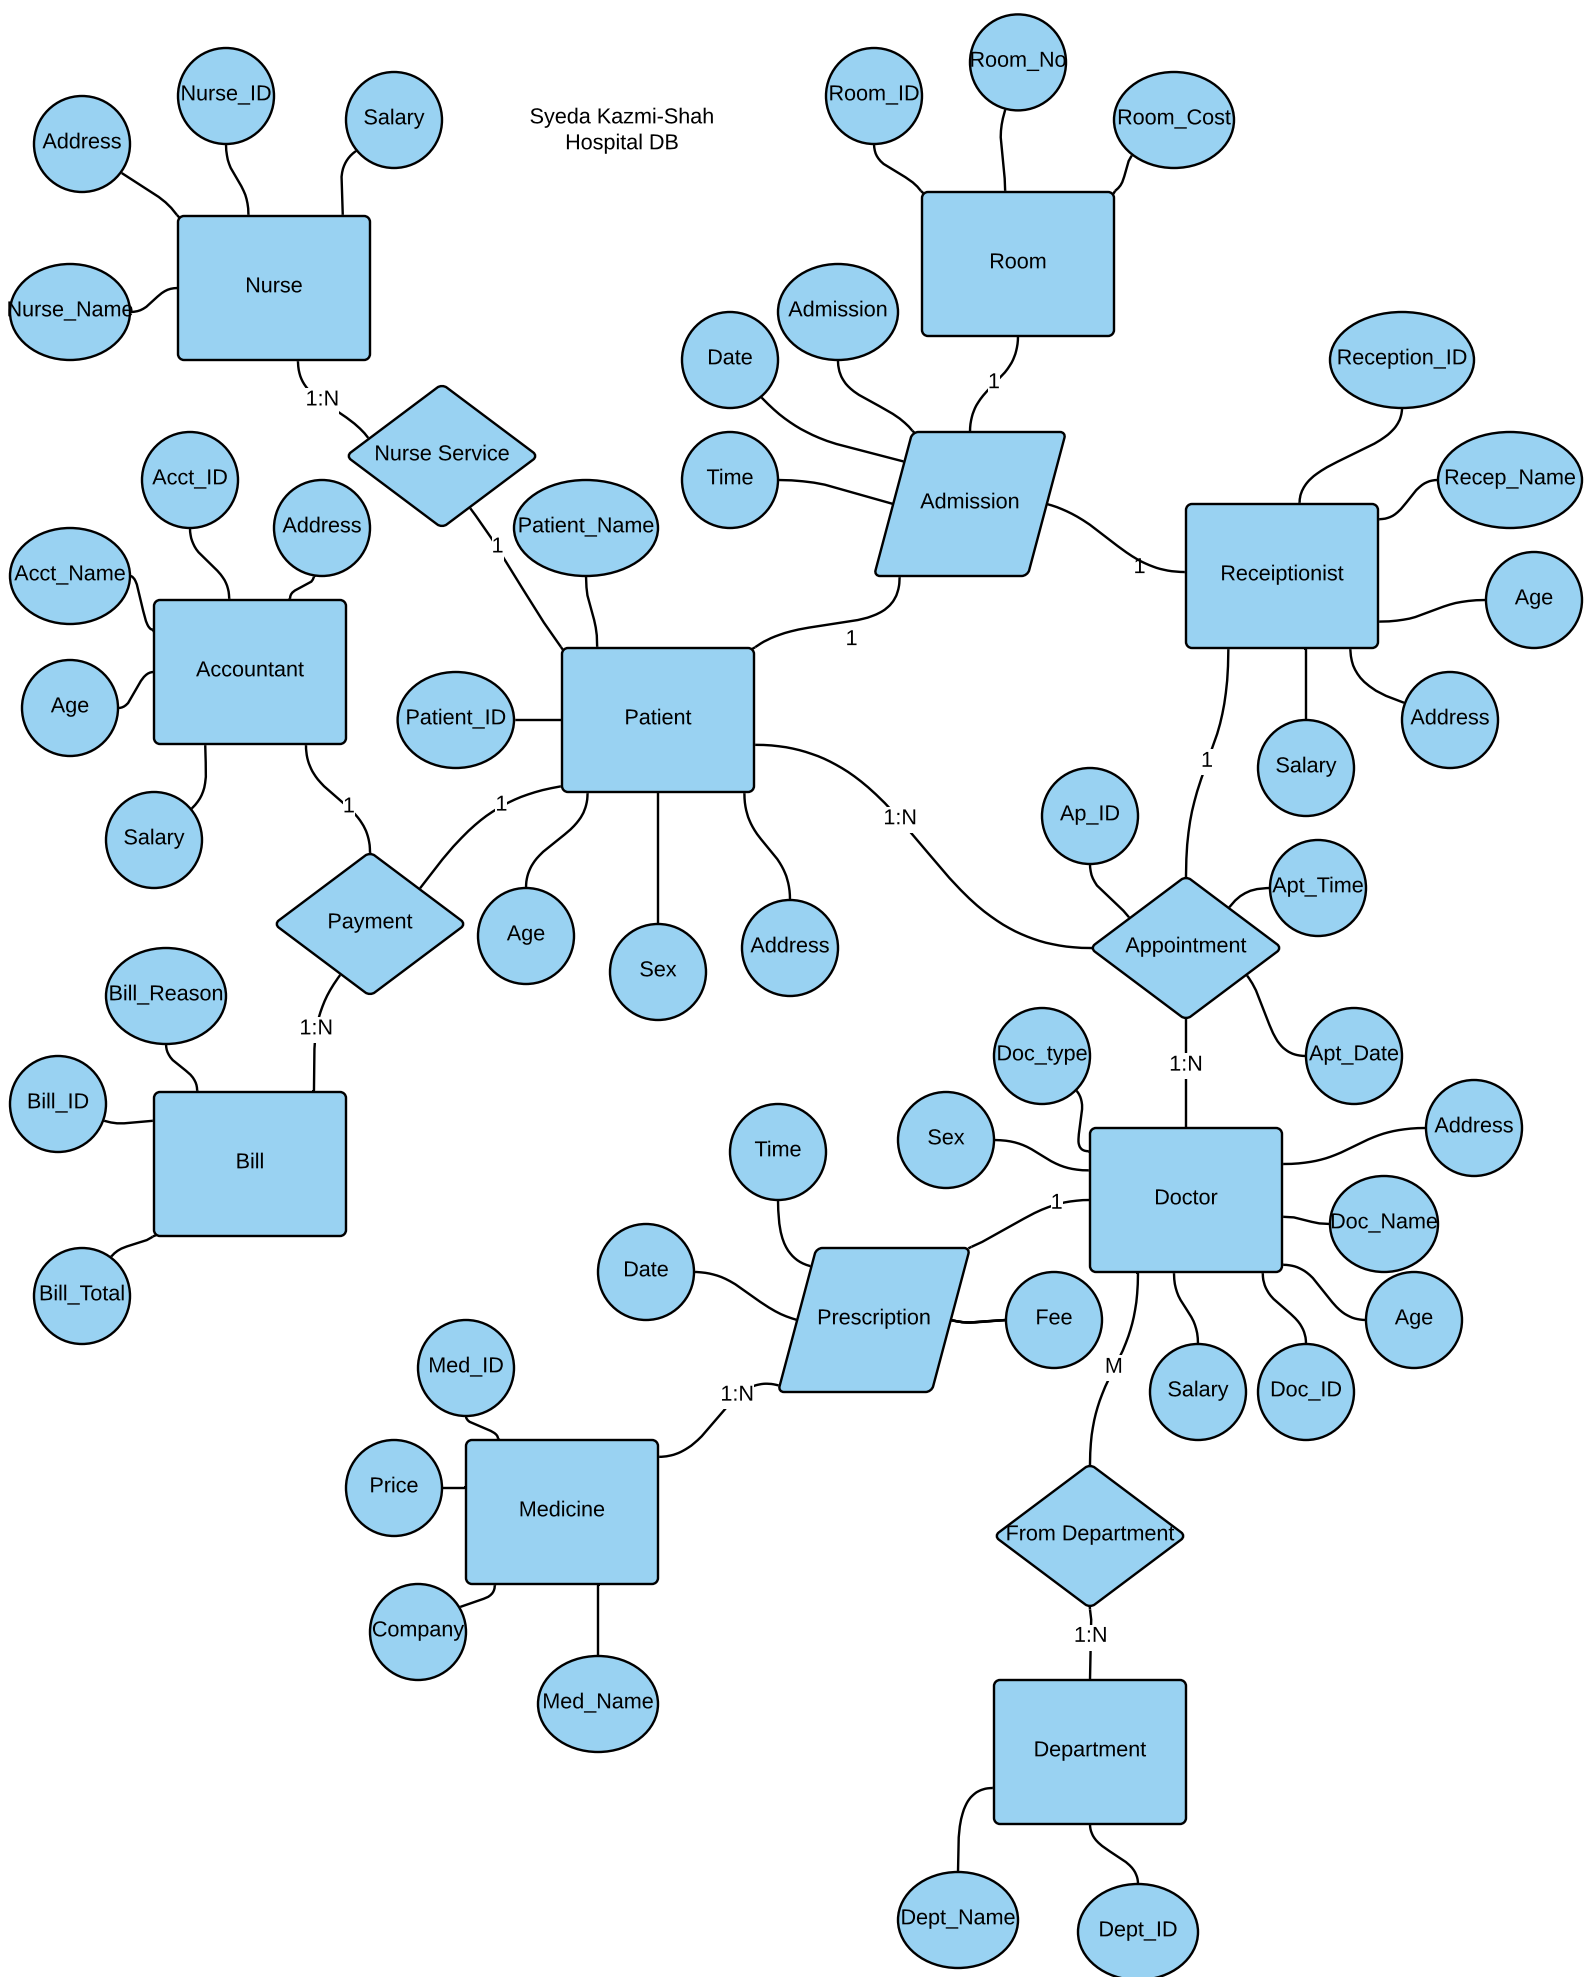 Room_No
Nurse_ID
Room_ID
Salary
Room_Cost
Syeda Kazmi-Shah
Hospital DB
Address
Room
Nurse
Nurse_Name
Admission
Date
Reception_ID
1
1:N
Nurse Service
Acct_ID
Time
Recep_Name
Admission
Address
Patient_Name
1
Acct_Name
1
Receiptionist
Age
1
Accountant
Age
Patient_ID
Patient
Address
1
Salary
1
1
1:N
Ap_ID
Salary
Apt_Time
Payment
Age
Address
Appointment
Sex
Bill_Reason
1:N
Doc_type
Apt_Date
1:N
Bill_ID
Address
Sex
Time
Bill
Doctor
1
Doc_Name
Date
Bill_Total
Prescription
Fee
Age
Med_ID
M
1:N
Salary
Doc_ID
Price
Medicine
From Department
Company
1:N
Med_Name
Department
Dept_Name
Dept_ID